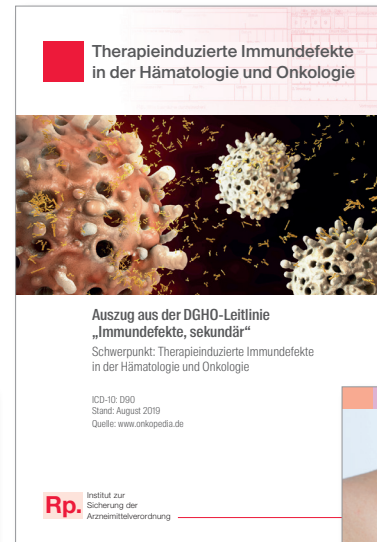 Therapieinduzierte Immundefekte
in der Hämatologie und Onkologie
Auszug aus der DGHO-Leitlinie
„Immundefekte, sekundär“
Schwerpunkt: Therapieinduzierte Immundefekte
in der Hämatologie und Onkologie
ICD-10: D90
Stand: August 2019
Quelle: www.onkopedia.de
Rp.
Institut zur
Sicherung der
Arzneimittelverordnung